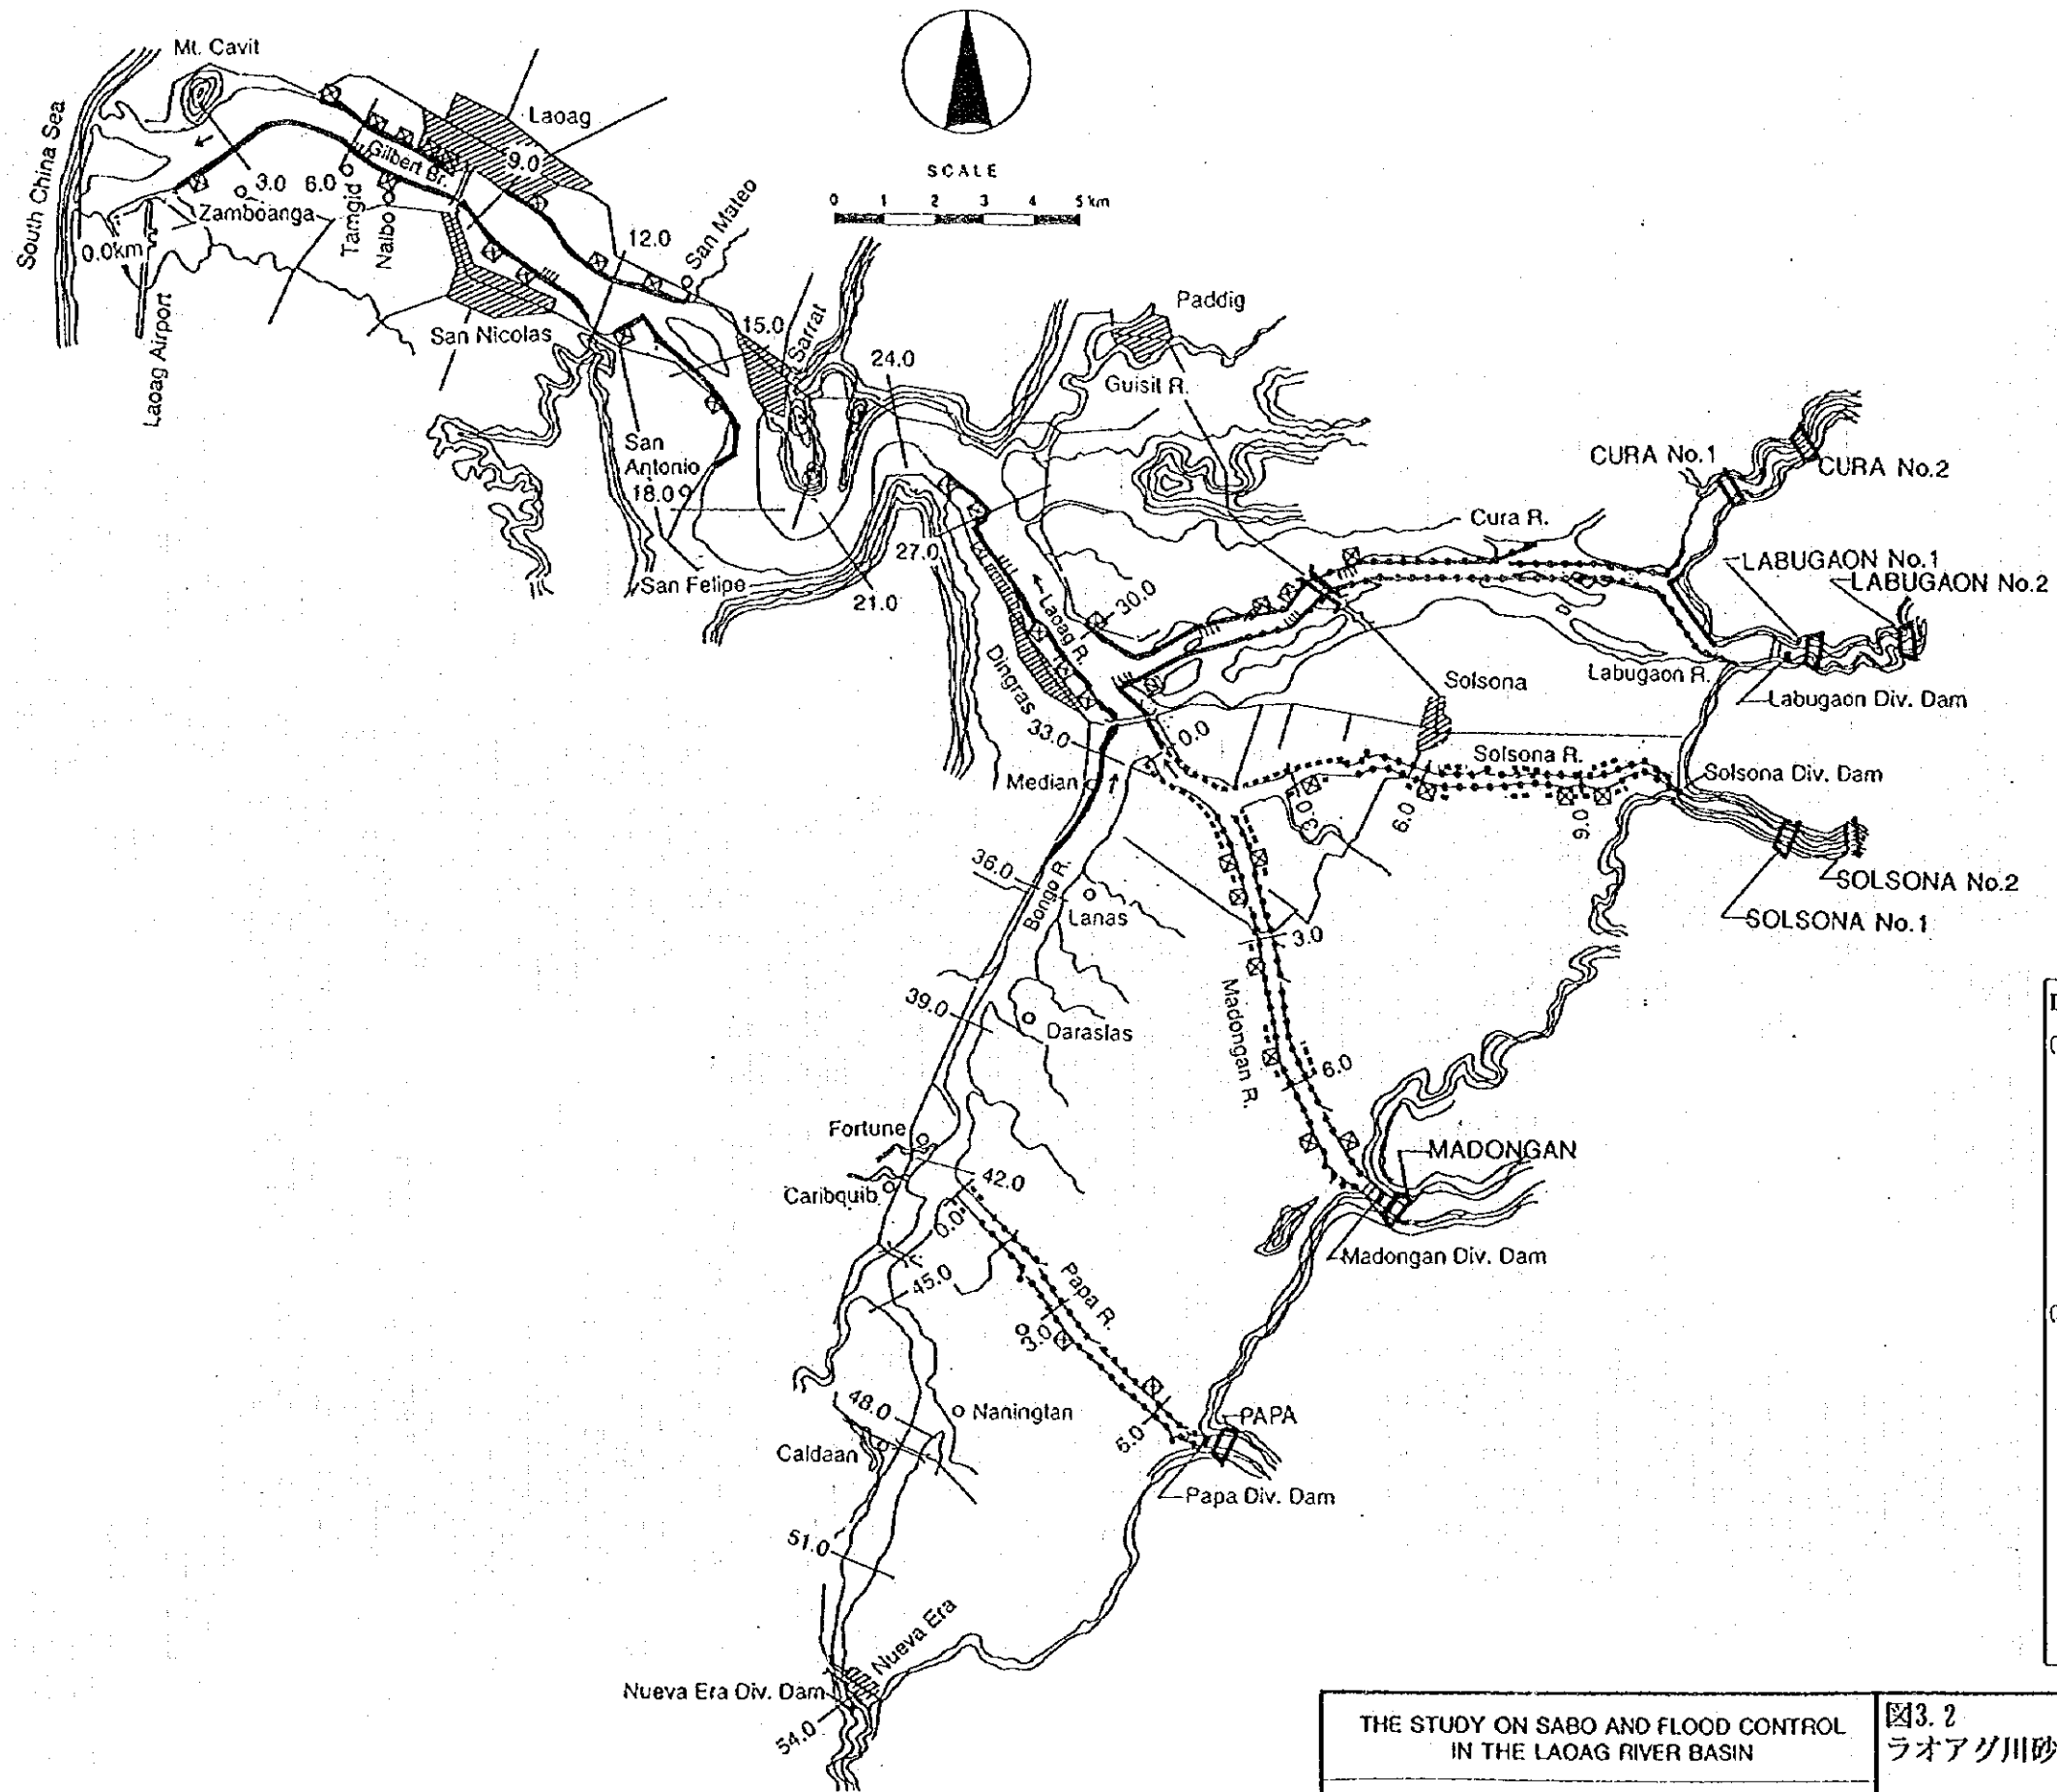 Mt. Cavit
South China Sea
Laoag
Gilbert Br.
9.0
3.0
6.0
Zamboanga
Tamgid
Nalbo
0.0km
Laoag Airport
San Nicolas
12.0
San Mateo
SCALE
0 1 2 3 4 5 km
15.0
Sarrat
24.0
Paddig
Guisil R.
San
Antonio
18.0
San Felipe
21.0
27.0
Laoag R.
30.0
Dingras
33.0
Median
CURA No.1
CURA No.2
Cura R.
LABUGAON No.1
LABUGAON No.2
Labugaon R.
Labugaon Div. Dam
Solsona
0.0
Solsona R.
Solsona Div. Dam
3.0
6.0
9.0
SOLSONA No.2
SOLSONA No.1
36.0
Bongo R.
Lanas
3.0
39.0
Daraslas
Madongan R.
6.0
Fortune
42.0
Caribquib
0.0
MADONGAN
Madongan Div. Dam
45.0
Papa R.
3.0
48.0
Naningtan
Caldaan
6.0
PAPA
Papa Div. Dam
51.0
Nueva Era
Nueva Era Div. Dam
54.0
THE STUDY ON SABO AND FLOOD CONTROL
IN THE LAOAG RIVER BASIN
図3.2
ラオアグ川砂